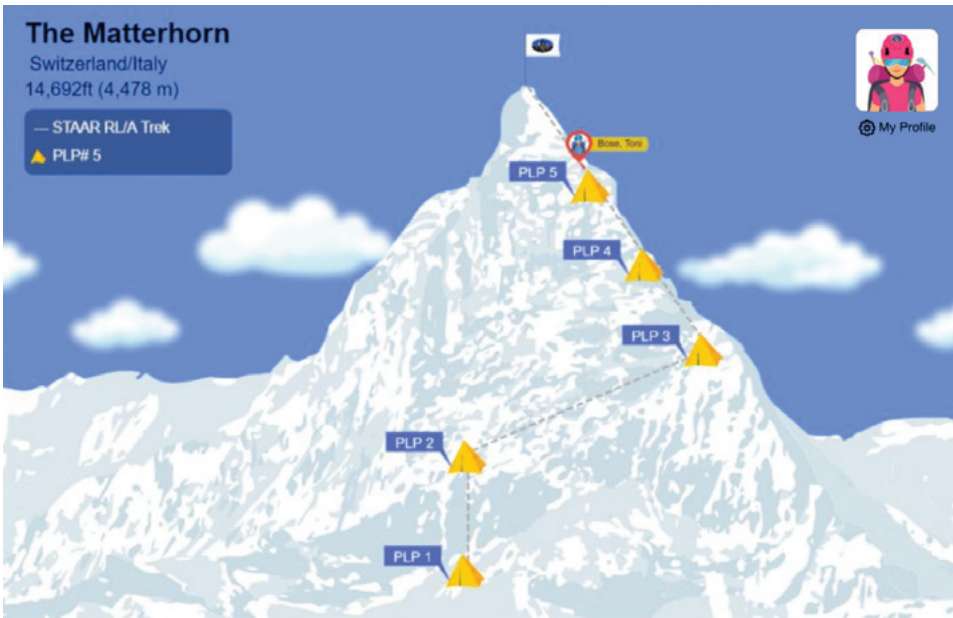 The Matterhorn
Switzerland/Italy
14,692ft (4,478 m)
STAAR RL/A Trek
PLP# 5
My Profile
Bose, Toni
PLP 5
PLP 4
PLP 3
PLP 2
PLP 1